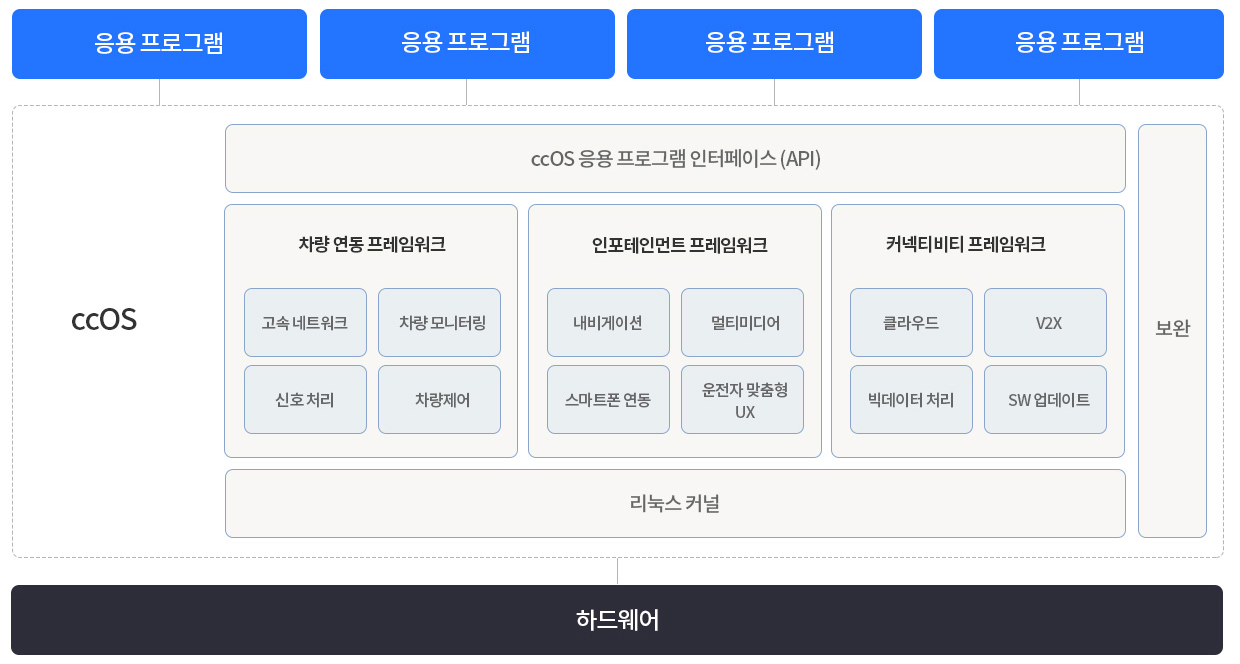 응용 프로그램
응용 프로그램
응용 프로그램
응용 프로그램
ccOS
ccOS 응용 프로그램 인터페이스 (API)
차량 연동 프레임워크
고속 네트워크
차량 모니터링
신호 처리
차량제어
인포테인먼트 프레임워크
내비게이션
멀티미디어
스마트폰 연동
운전자 맞춤형
UX
커넥티비티 프레임워크
클라우드
V2X
빅데이터 처리
SW 업데이트
보완
리눅스 커널
하드웨어